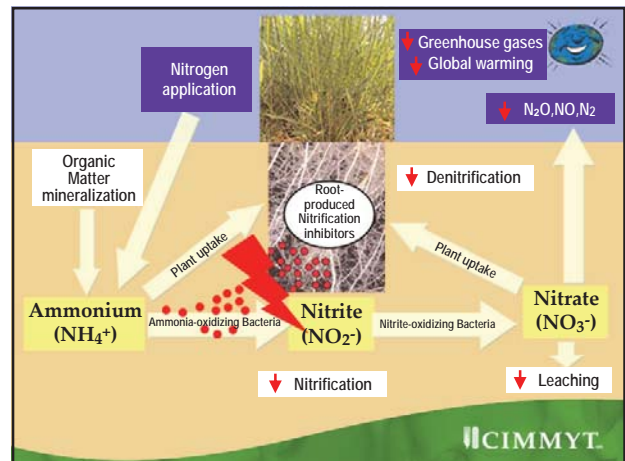 Greenhouse gases
Global warming
Nitrogen
application
N₂O,NO,N₂
Organic
Matter
mineralization
Denitrification
Root-
produced
Nitrification
inhibitors
Plant uptake
Plant uptake
Ammonium
(NH₄⁺)
Ammonia-oxidizing Bacteria
Nitrite
(NO₂-)
Nitrite-oxidizing Bacteria
Nitrate
(NO₃-)
Nitrification
Leaching
CIMMYT